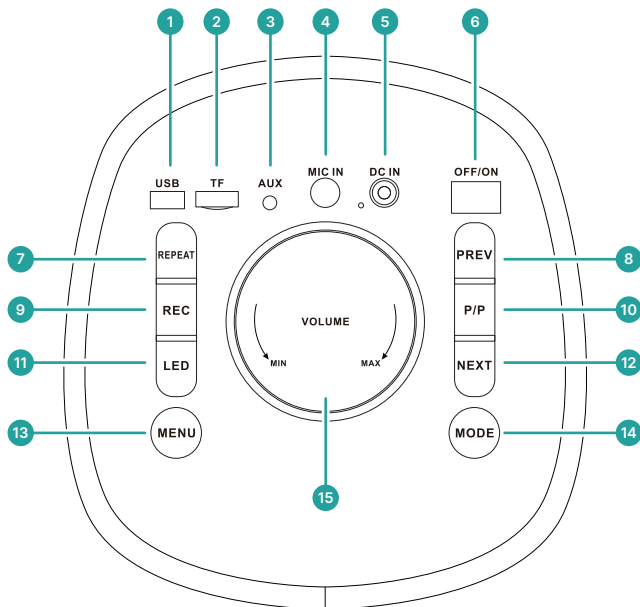 1 2 3 4 5 6
USB TF AUX MIC IN DC IN OFF/ON
7 REPEAT PREV 8
9 REC VOLUME P/P 10
MIN MAX
11 LED NEXT 12
13 MENU MODE 14
15